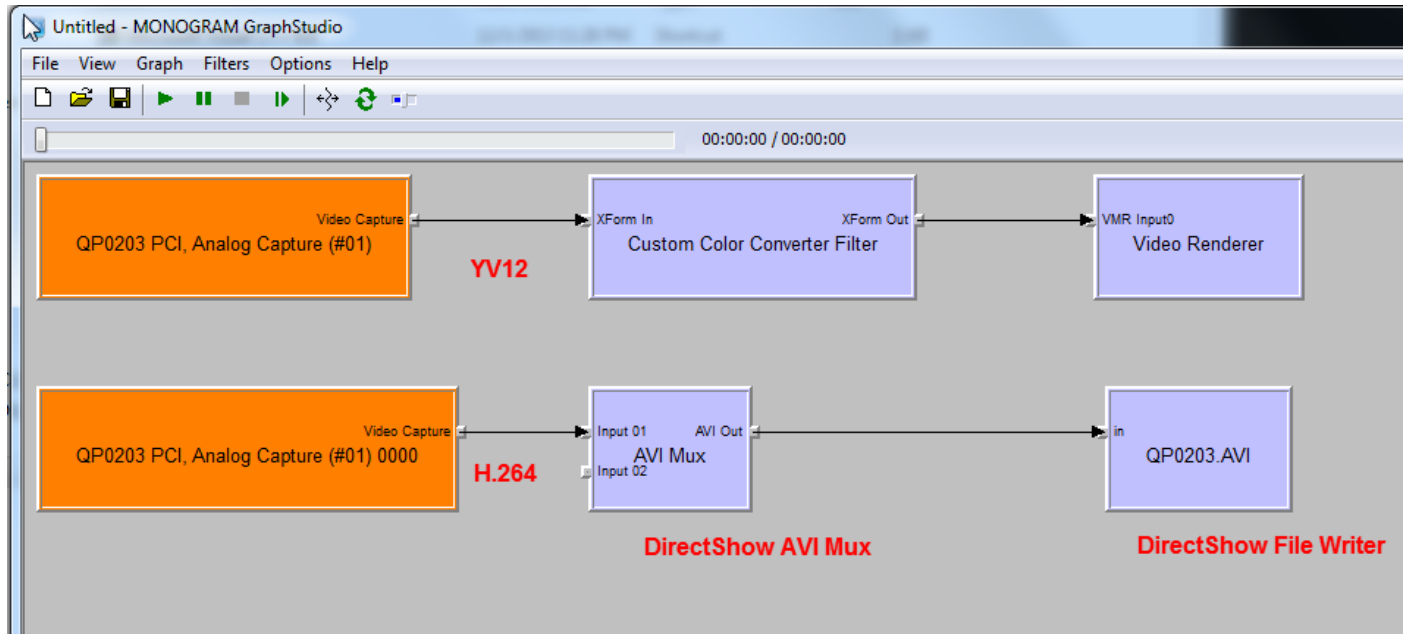 Untitled - MONOGRAM GraphStudio
File View Graph Filters Options Help
00:00:00 / 00:00:00
Video Capture
QP0203 PCI, Analog Capture (#01)
YV12
XForm In XForm Out
Custom Color Converter Filter
VMR Input0
Video Renderer
Video Capture
QP0203 PCI, Analog Capture (#01) 0000
H.264
Input 01 AVI Out
AVI Mux
Input 02
in
QP0203.AVI
DirectShow AVI Mux
DirectShow File Writer